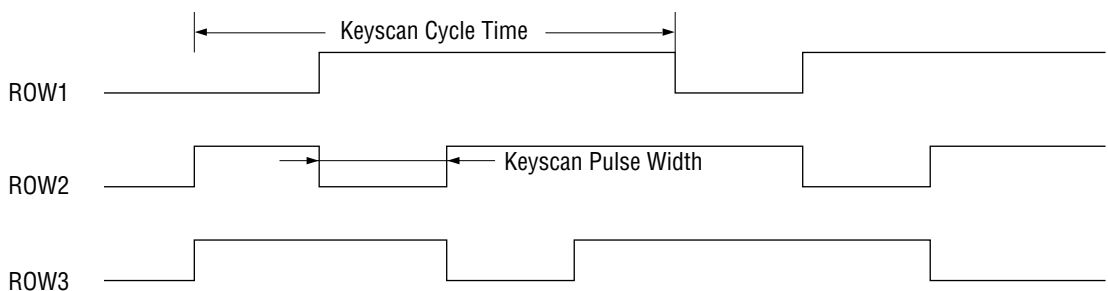 Keyscan Cycle Time
ROW1
Keyscan Pulse Width
ROW2
ROW3